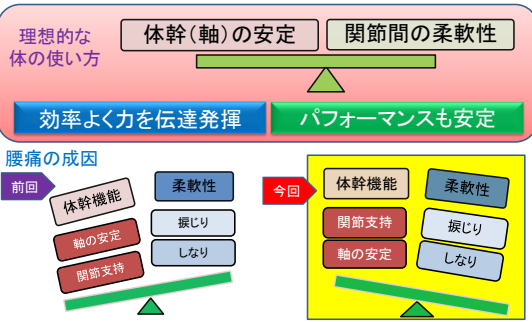 理想的な
体の使い方
体幹(軸)の安定
関節間の柔軟性
効率よく力を伝達発揮
パフォーマンスも安定
腰痛の成因
前回
体幹機能
軸の安定
関節支持
柔軟性
捩じり
しなり
今回
体幹機能
関節支持
軸の安定
柔軟性
捩じり
しなり